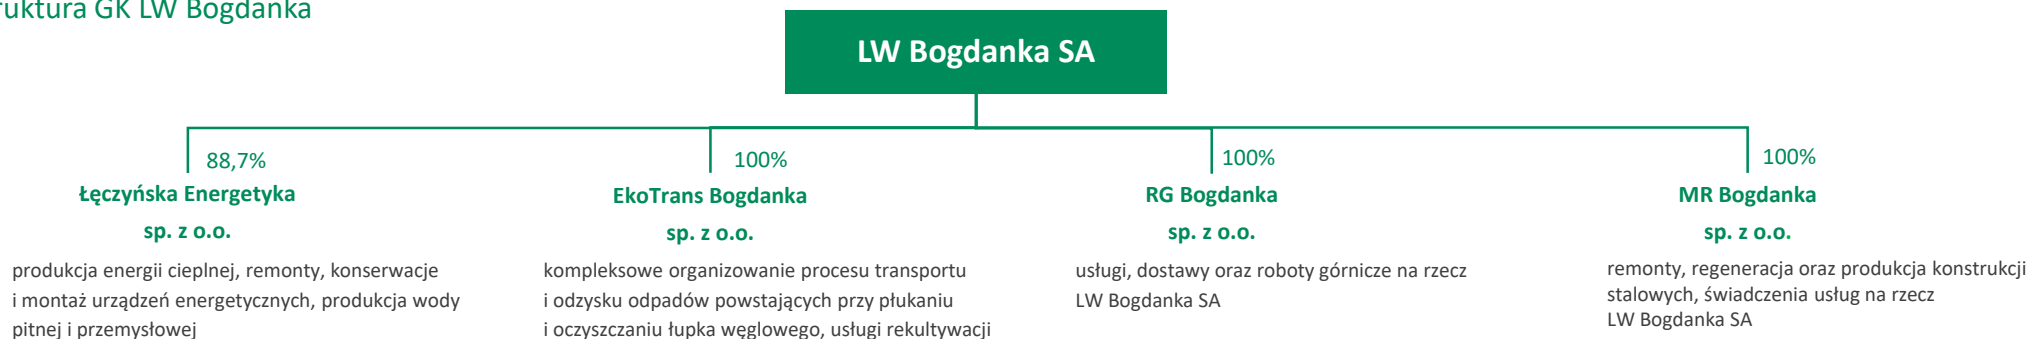 ruktura GK LW Bogdanka
LW Bogdanka SA
88,7%
Łęczyńska Energetyka
sp. z o.o.
produkcja energii cieplnej, remonty, konserwacje
i montaż urządzeń energetycznych, produkcja wody
pitnej i przemysłowej
100%
EkoTrans Bogdanka
sp. z o.o.
kompleksowe organizowanie procesu transportu
i odzysku odpadów powstających przy płukaniu
i oczyszczaniu łupka węglowego, usługi rekultywacji
100%
RG Bogdanka
sp. z o.o.
usługi, dostawy oraz roboty górnicze na rzecz
LW Bogdanka SA
100%
MR Bogdanka
sp. z o.o.
remonty, regeneracja oraz produkcja konstrukcji
stalowych, świadczenia usług na rzecz
LW Bogdanka SA